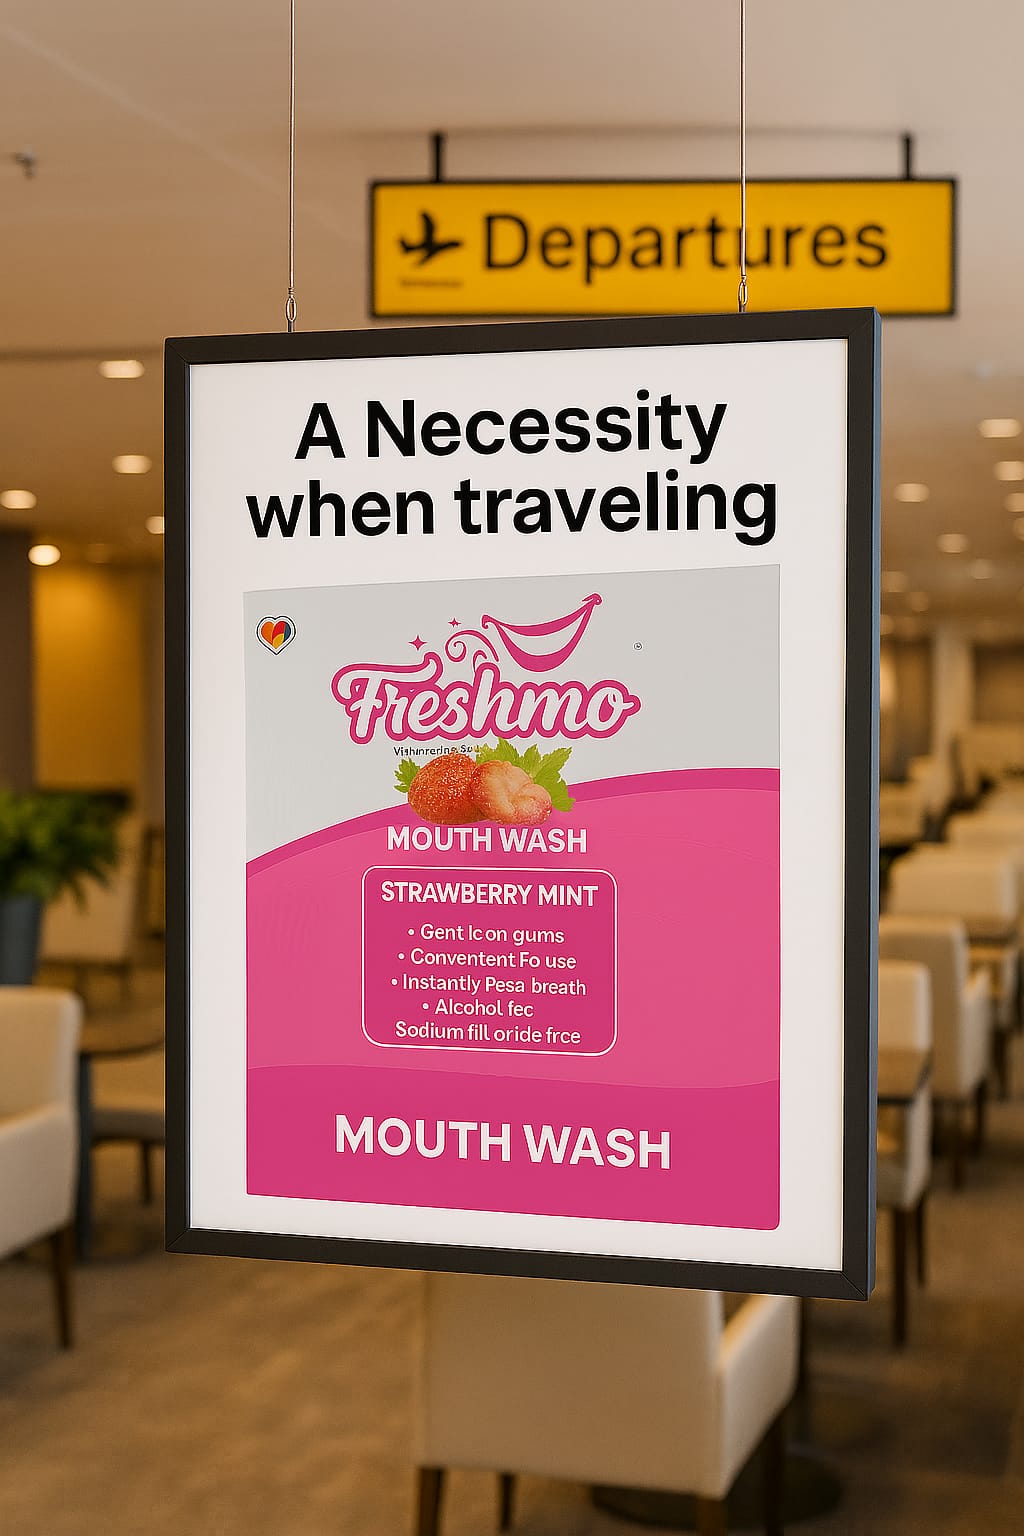 Departures
A Necessity
when traveling
Freshmo
MOUTH WASH
STRAWBERRY MINT
• Gent Ic on gums
• Conventent Fo use
• Instantly Pesa breath
• Alcohol fec
Sodium fill oride frce
MOUTH WASH